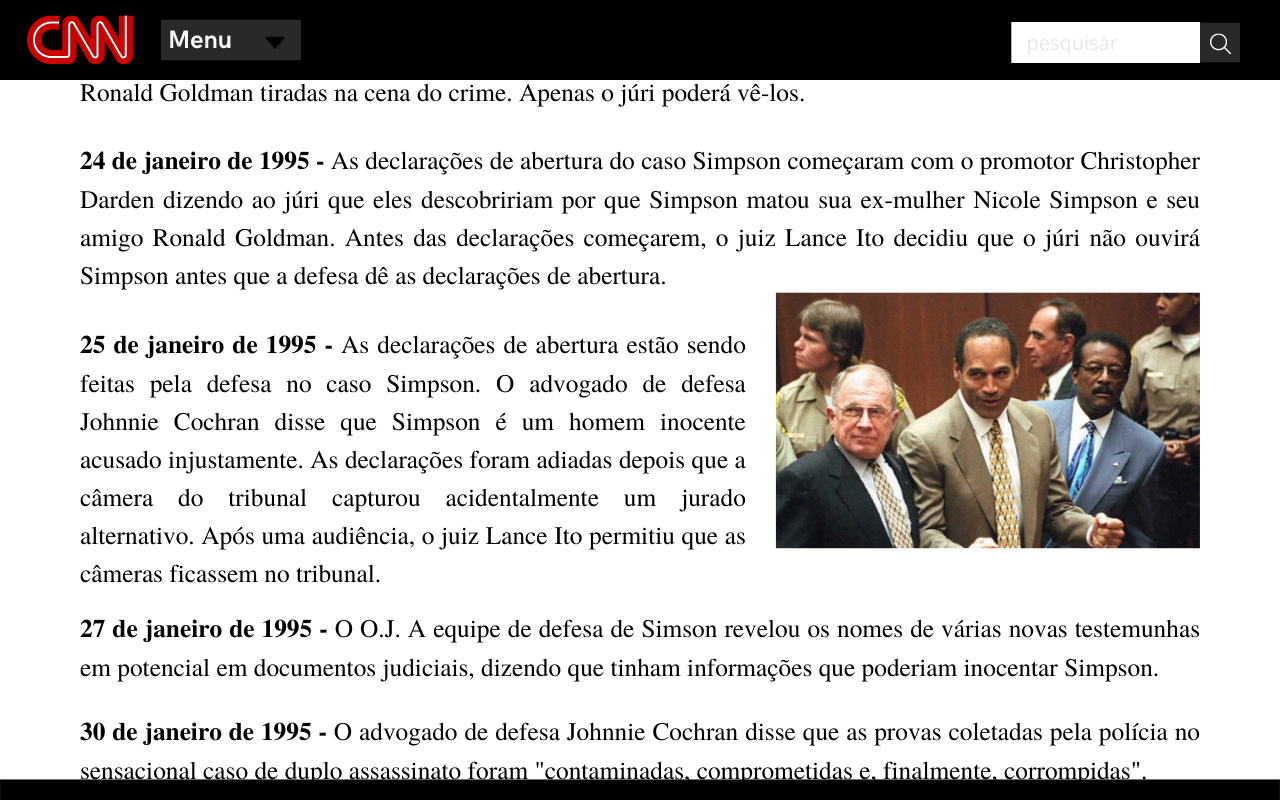 CNN
Menu
pesquisar
Ronald Goldman tiradas na cena do crime. Apenas o júri poderá vê-los.
24 de janeiro de 1995 - As declarações de abertura do caso Simpson começaram com o promotor Christopher
Darden dizendo ao júri que eles descobririam por que Simpson matou sua ex-mulher Nicole Simpson e seu
amigo Ronald Goldman. Antes das declarações começarem, o juiz Lance Ito decidiu que o júri não ouvirá
Simpson antes que a defesa dê as declarações de abertura.
25 de janeiro de 1995 - As declarações de abertura estão sendo
feitas pela defesa no caso Simpson. O advogado de defesa
Johnnie Cochran disse que Simpson é um homem inocente
acusado injustamente. As declarações foram adiadas depois que a
câmera do tribunal capturou acidentalmente um jurado
alternativo. Após uma audiência, o juiz Lance Ito permitiu que as
câmeras ficassem no tribunal.
27 de janeiro de 1995 - O O.J. A equipe de defesa de Simson revelou os nomes de várias novas testemunhas
em potencial em documentos judiciais, dizendo que tinham informações que poderiam inocentar Simpson.
30 de janeiro de 1995 - O advogado de defesa Johnnie Cochran disse que as provas coletadas pela polícia no
sensacional caso de duplo assassinato foram "contaminadas, comprometidas e, finalmente, corrompidas".